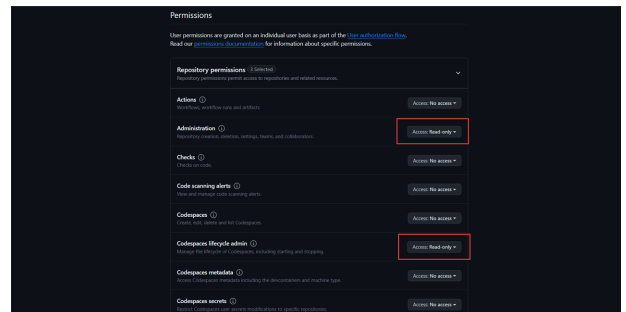 Permissions
User permissions are granted on an individual user basis as part of the User authorization flow.
Read our permissions documentation for information about specific permissions.
Repository permissions 3 Selected
Repository permissions permit access to repositories and related resources.
Actions
Access: No access
Workflows, workflow runs and artifacts.
Administration
Access: Read-only
Repository creation, deletion, settings, teams, and collaborators.
Checks
Access: No access
Checks on code.
Code scanning alerts
Access: No access
View and manage code scanning alerts.
Codespaces
Access: No access
Create, edit, delete and list Codespaces.
Codespaces lifecycle admin
Access: Read-only
Manage the lifecycle of Codespaces, including starting and stopping.
Codespaces metadata
Access: No access
Access Codespaces metadata including the devcontainers and machine type.
Codespaces secrets
Access: No access
Restrict Codespaces user secrets modifications to specific repositories.